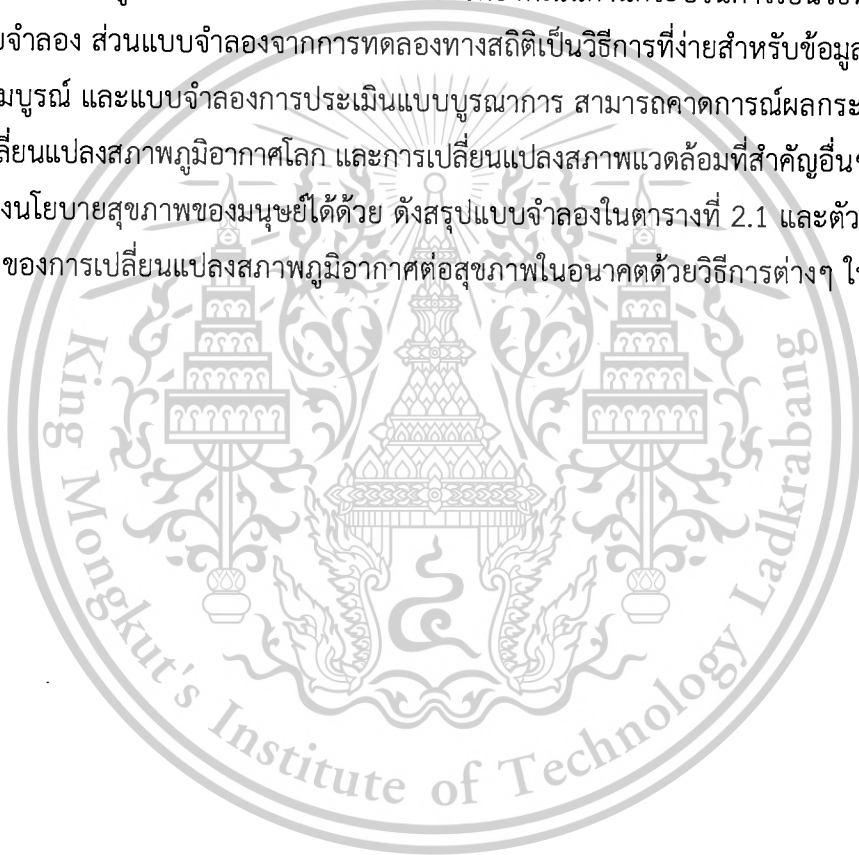 บจำลอง ส่วนแบบจำลองจากการทดลองทางสถิติเป็นวิธีการที่ง่ายสำหรับข้อมูล
มบูรณ์ และแบบจำลองการประเมินแบบบูรณาการ สามารถคาดการณ์ผลกระ
ลี่ยนแปลงสภาพภูมิอากาศโลก และการเปลี่ยนแปลงสภาพแวดล้อมที่สำคัญอื่นๆ
งนโยบายสุขภาพของมนุษย์ได้ด้วย ดังสรุปแบบจำลองในตารางที่ 2.1 และตัว
ของการเปลี่ยนแปลงสภาพภูมิอากาศต่อสุขภาพในอนาคตด้วยวิธีการต่างๆ ใ
King Mongkut's Institute of Technology Ladkrabang